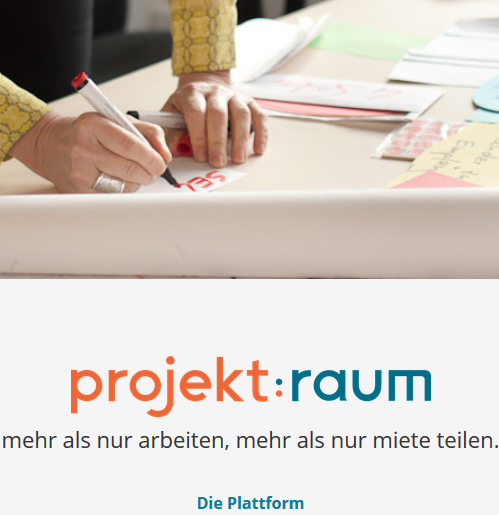 projekt:raum
mehr als nur arbeiten, mehr als nur miete teilen.
Die Plattform